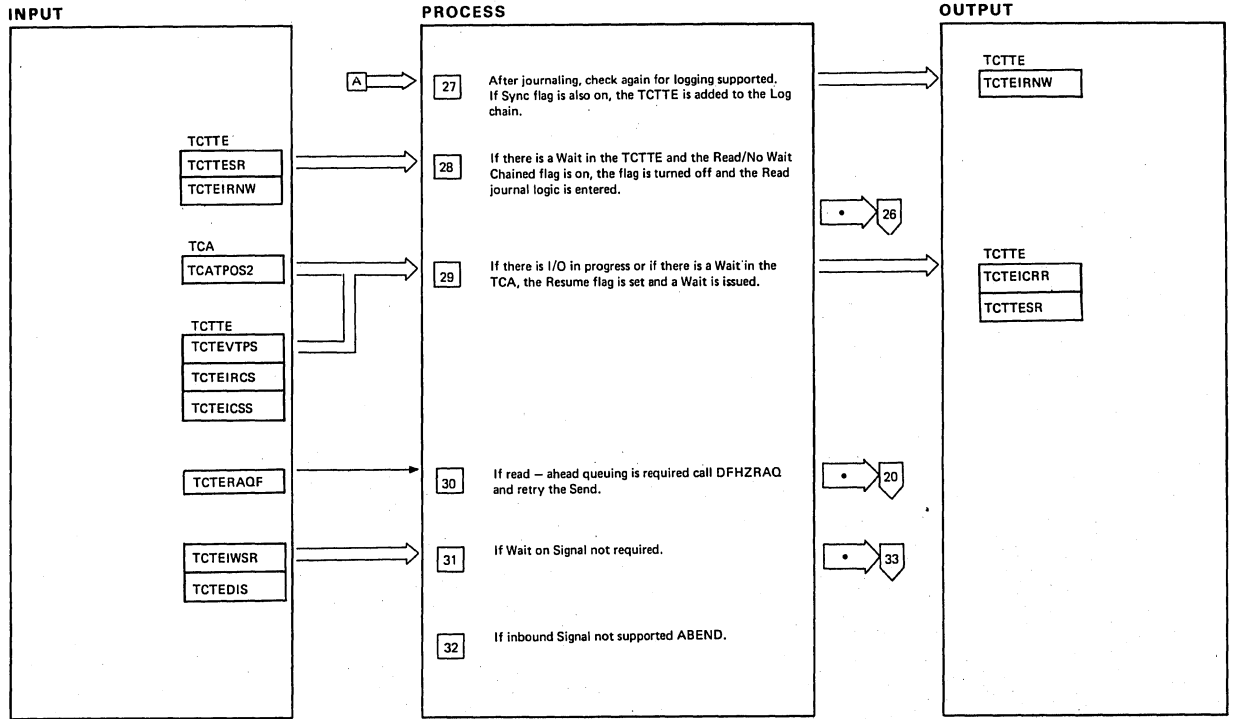 INPUT
PROCESS
OUTPUT
A
27
After journaling, check again for logging supported.
If Sync flag is also on, the TCTTE is added to the Log
chain.
TCTTE
TCTEIRNW
TCTTE
TCTTESR
TCTEIRNW
28
If there is a Wait in the TCTTE and the Read/No Wait
Chained flag is on, the flag is turned off and the Read
journal logic is entered.
26
TCA
TCATPOS2
29
If there is I/O in progress or if there is a Wait in the
TCA, the Resume flag is set and a Wait is issued.
TCTTE
TCTEICRR
TCTTESR
TCTTE
TCTEVTPS
TCTEIRCS
TCTEICSS
TCTERAQF
30
If read — ahead queuing is required call DFHZRAQ
and retry the Send.
20
TCTEIWSR
TCTEDIS
31
If Wait on Signal not required.
33
32
If inbound Signal not supported ABEND.